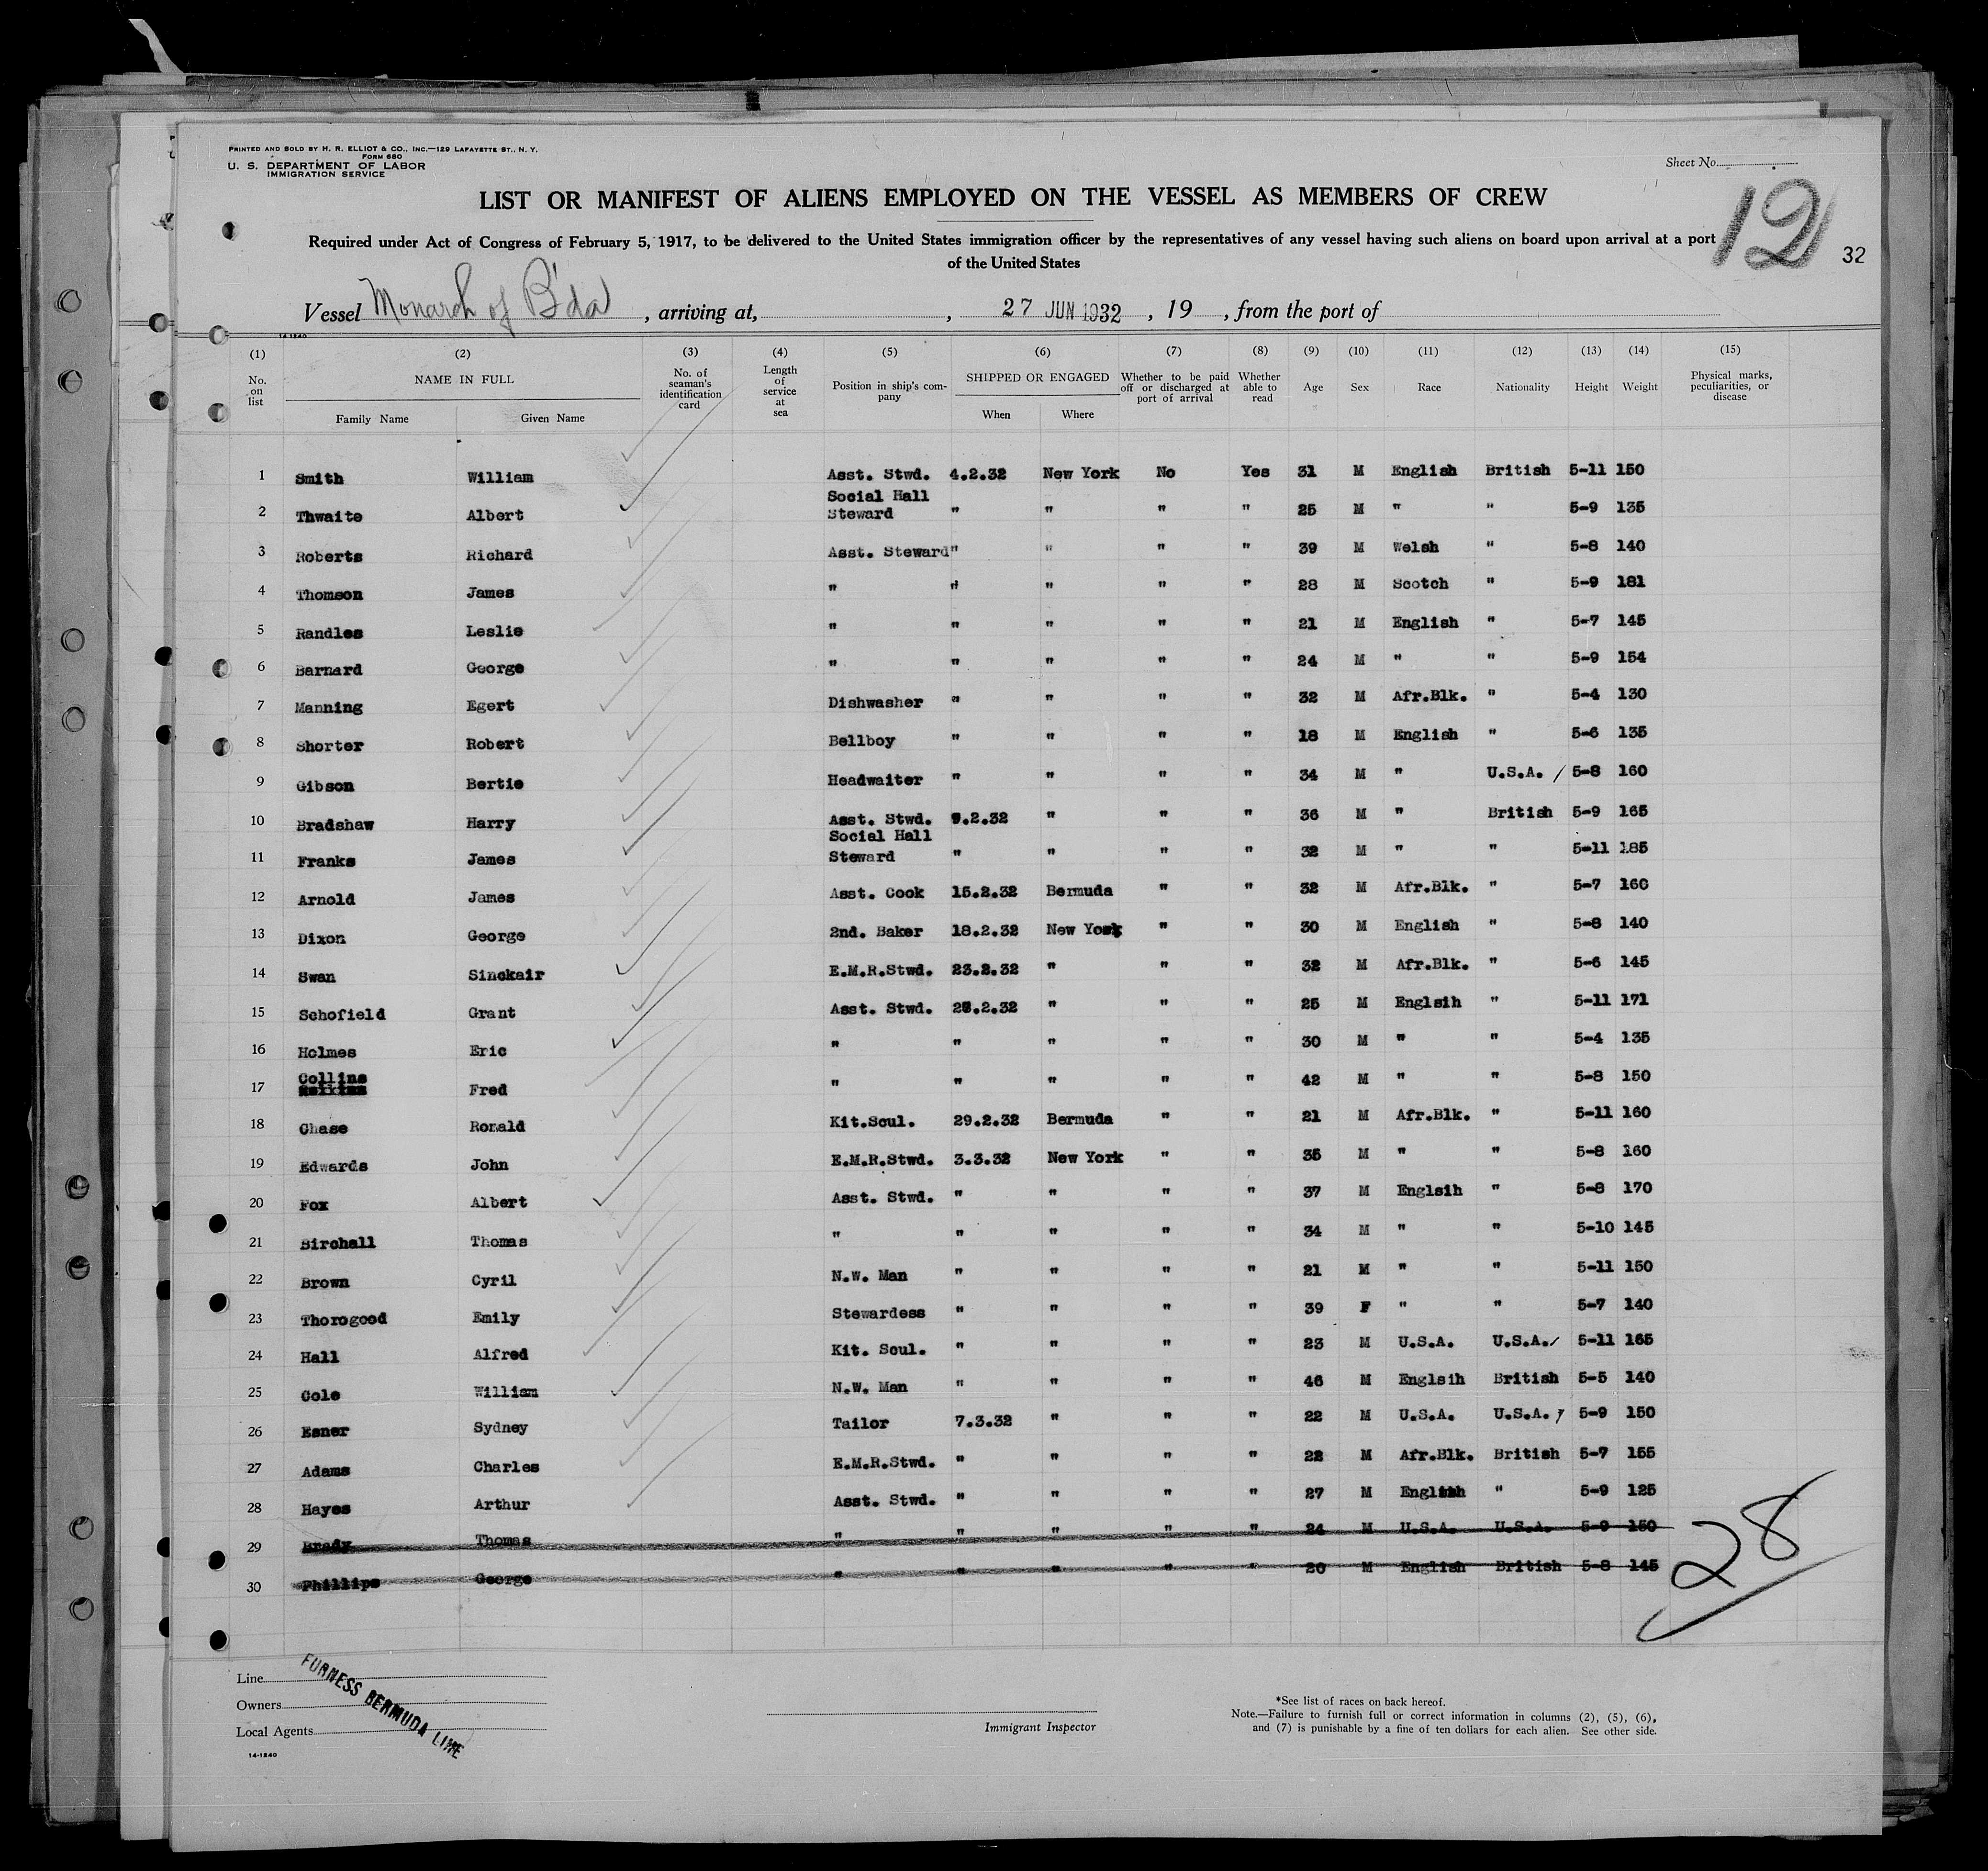 PRINTED AND SOLD BY H. R. ELLIOT & CO., INC.—129 LAFAYETTE ST., N. Y.
FORM 680
U. S. DEPARTMENT OF LABOR
IMMIGRATION SERVICE
Sheet No.
LIST OR MANIFEST OF ALIENS EMPLOYED ON THE VESSEL AS MEMBERS OF CREW
12
32
Required under Act of Congress of February 5, 1917, to be delivered to the United States immigration officer by the representatives of any vessel having such aliens on board upon arrival at a port
of the United States
Vessel Monarch of B'da, arriving at, , 27 JUN 1932, 19 , from the port of
14-1240
(1) (2) (3) (4) (5) (6) (7) (8) (9) (10) (11) (12) (13) (14) (15)
No. on list NAME IN FULL Family Name Given Name No. of seaman's identification card Length of service at sea Position in ship's company SHIPPED OR ENGAGED When Where Whether to be paid off or discharged at port of arrival Whether able to read Age Sex Race Nationality Height Weight Physical marks, peculiarities, or disease
1 Smith William Asst. Stwd. 4.2.32 New York No Yes 31 M English British 5-11 150
2 Thwaite Albert Social Hall Steward " " " " 25 M " " 5-9 135
3 Roberts Richard Asst. Steward " " " " 39 M Welsh " 5-8 140
4 Thomson James " " " " " 28 M Scotch " 5-9 181
5 Randles Leslie " " " " " 21 M English " 5-7 145
6 Barnard George " " " " " 24 M " " 5-9 154
7 Manning Egert Dishwasher " " " " 32 M Afr.Blk. " 5-4 130
8 Shorter Robert Bellboy " " " " 18 M English " 5-6 135
9 Gibson Bertie Headwaiter " " " " 34 M " U.S.A. / 5-8 160
10 Bradshaw Harry Asst. Stwd. .2.32 " " " 36 M " British 5-9 165
11 Franks James Social Hall Steward " " " " 32 M " " 5-11 185
12 Arnold James Asst. Cook 15.2.32 Bermuda " " 32 M Afr.Blk. " 5-7 160
13 Dixon George 2nd. Baker 18.2.32 New York " " 30 M English " 5-8 140
14 Swan Sinckair E.M.R.Stwd. 23.2.32 " " " 32 M Afr.Blk. " 5-6 145
15 Schofield Grant Asst. Stwd. 2.2.32 " " " 25 M Englsih " 5-11 171
16 Holmes Eric " " " " " 30 M " " 5-4 135
17 Collins Fred " " " " " 42 M " " 5-8 150
18 Chase Ronald Kit.Scul. 29.2.32 Bermuda " " 21 M Afr.Blk. " 5-11 160
19 Edwards John E.M.R.Stwd. 3.3.32 New York " " 35 M " " 5-8 160
20 Fox Albert Asst. Stwd. " " " " 37 M Englsih " 5-8 170
21 Birchall Thomas " " " " " 34 M " " 5-10 145
22 Brown Cyril N.W. Man " " " " 21 M " " 5-11 150
23 Thorogood Emily Stewardess " " " " 39 F " " 5-7 140
24 Hall Alfred Kit. Scul. " " " " 23 M U.S.A. U.S.A. / 5-11 165
25 Cole William N.W. Man " " " " 46 M Englsih British 5-5 140
26 Esner Sydney Tailor 7.3.32 " " " 22 M U.S.A. U.S.A. / 5-9 150
27 Adams Charles E.M.R.Stwd. " " " " 22 M Afr.Blk. British 5-7 155
28 Hayes Arthur Asst. Stwd. " " " " 27 M English " 5-9 125
29 Brady Thomas " " " " " 24 M U.S.A. U.S.A. 5-9 150
30 Phillips George " " " " " 20 M English British 5-8 145
28
Line
Owners
Local Agents
FURNESS BERMUDA LINE
14-1240
Immigrant Inspector
*See list of races on back hereof.
Note.—Failure to furnish full or correct information in columns (2), (5), (6),
and (7) is punishable by a fine of ten dollars for each alien. See other side.